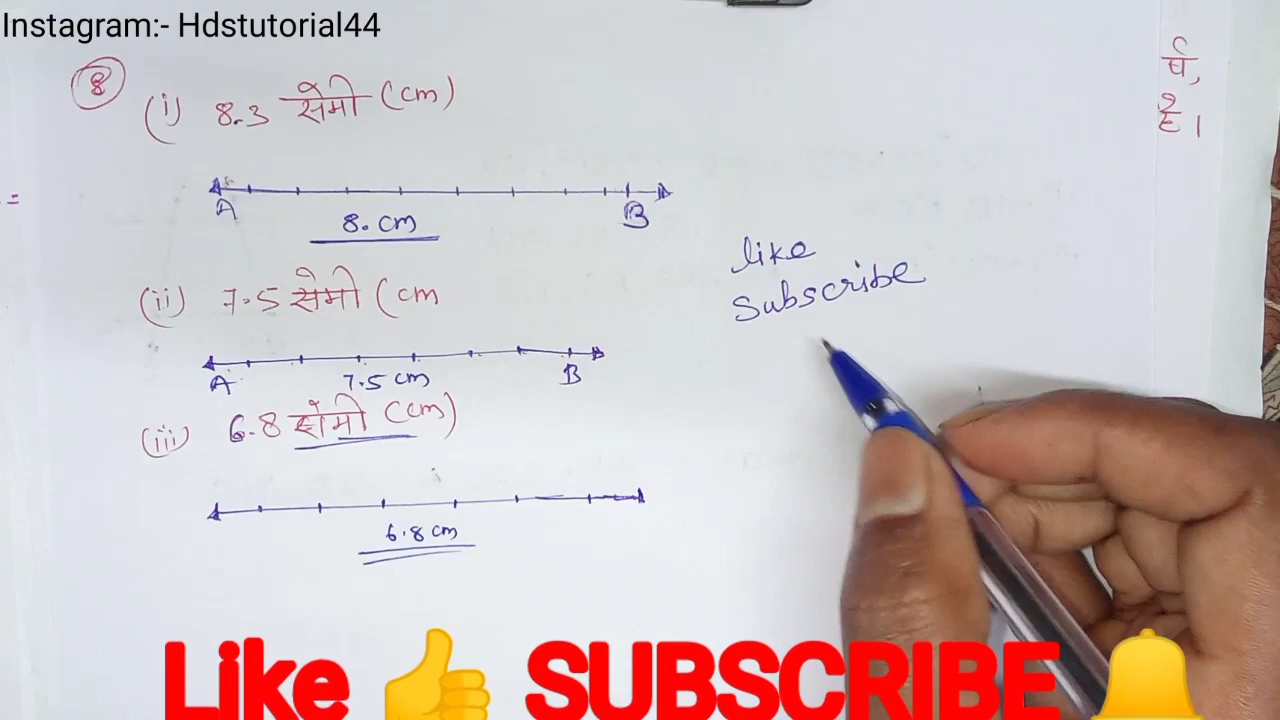 Instagram:- Hdstutorial44
8
(i) 8.3 सेमी (cm)
A B
8. cm
(ii) 7.5 सेमी (cm
A 7.5 cm B
(iii) 6.8 सेमी (cm)
6.8 cm
like
subscribe
है।
Like 👍 SUBSCRIBE 🔔